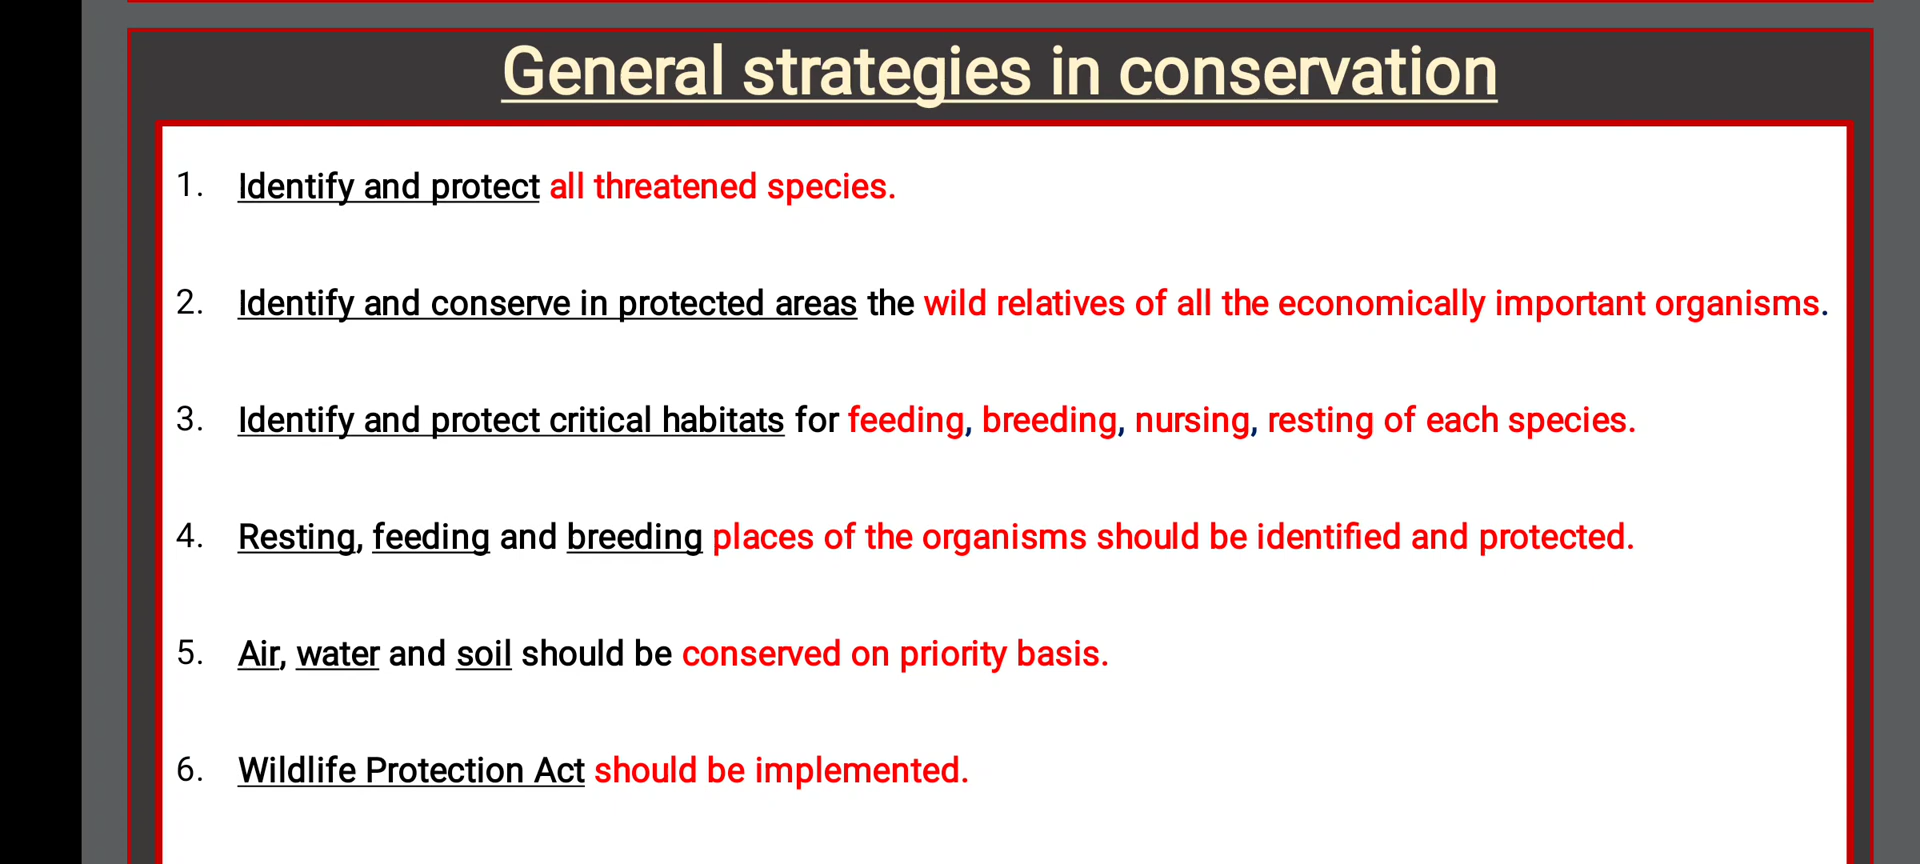 General strategies in conservation
1. Identify and protect all threatened species.
2. Identify and conserve in protected areas the wild relatives of all the economically important organisms.
3. Identify and protect critical habitats for feeding, breeding, nursing, resting of each species.
4. Resting, feeding and breeding places of the organisms should be identified and protected.
5. Air, water and soil should be conserved on priority basis.
6. Wildlife Protection Act should be implemented.